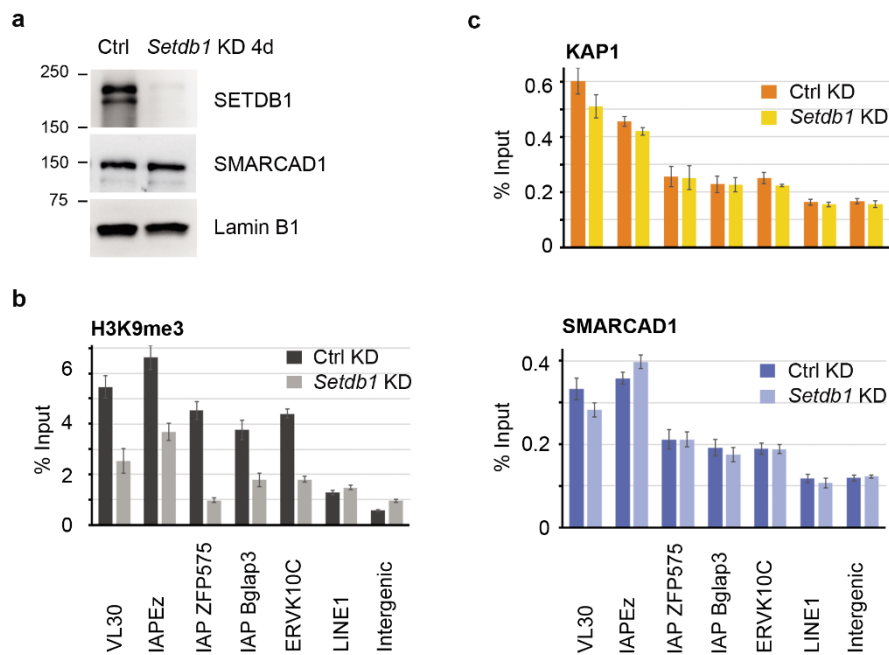 a
Ctrl Setdb1 KD 4d
250
SETDB1
150
150
SMARCAD1
75
Lamin B1
b
H3K9me3
Ctrl KD
Setdb1 KD
% Input
6
4
2
0
VL30
IAPEz
IAP ZFP575
IAP Bglap3
ERVK10C
LINE1
Intergenic
c
KAP1
Ctrl KD
Setdb1 KD
% Input
0.6
0.4
0.2
0
SMARCAD1
Ctrl KD
Setdb1 KD
% Input
0.4
0.2
0
VL30
IAPEz
IAP ZFP575
IAP Bglap3
ERVK10C
LINE1
Intergenic